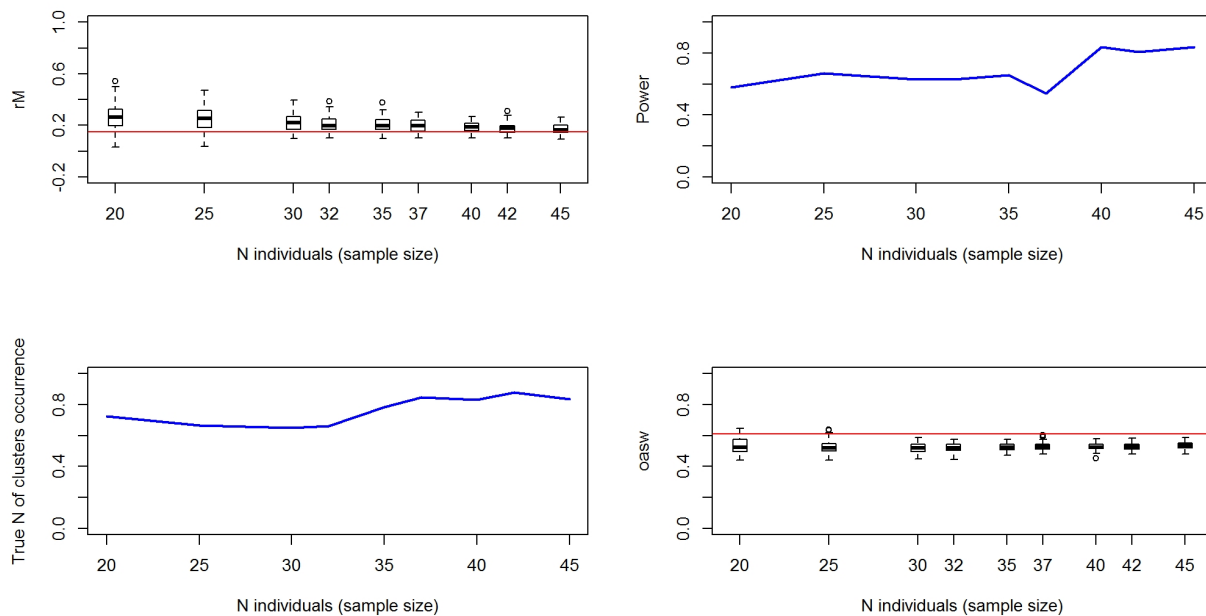 rM
1.0
0.6
0.2
-0.2
20 25 30 32 35 37 40 42 45
N individuals (sample size)
Power
0.8
0.4
0.0
20 25 30 35 40 45
N individuals (sample size)
True N of clusters occurrence
0.8
0.4
0.0
20 25 30 35 40 45
N individuals (sample size)
oasw
0.8
0.4
0.0
20 25 30 32 35 37 40 42 45
N individuals (sample size)